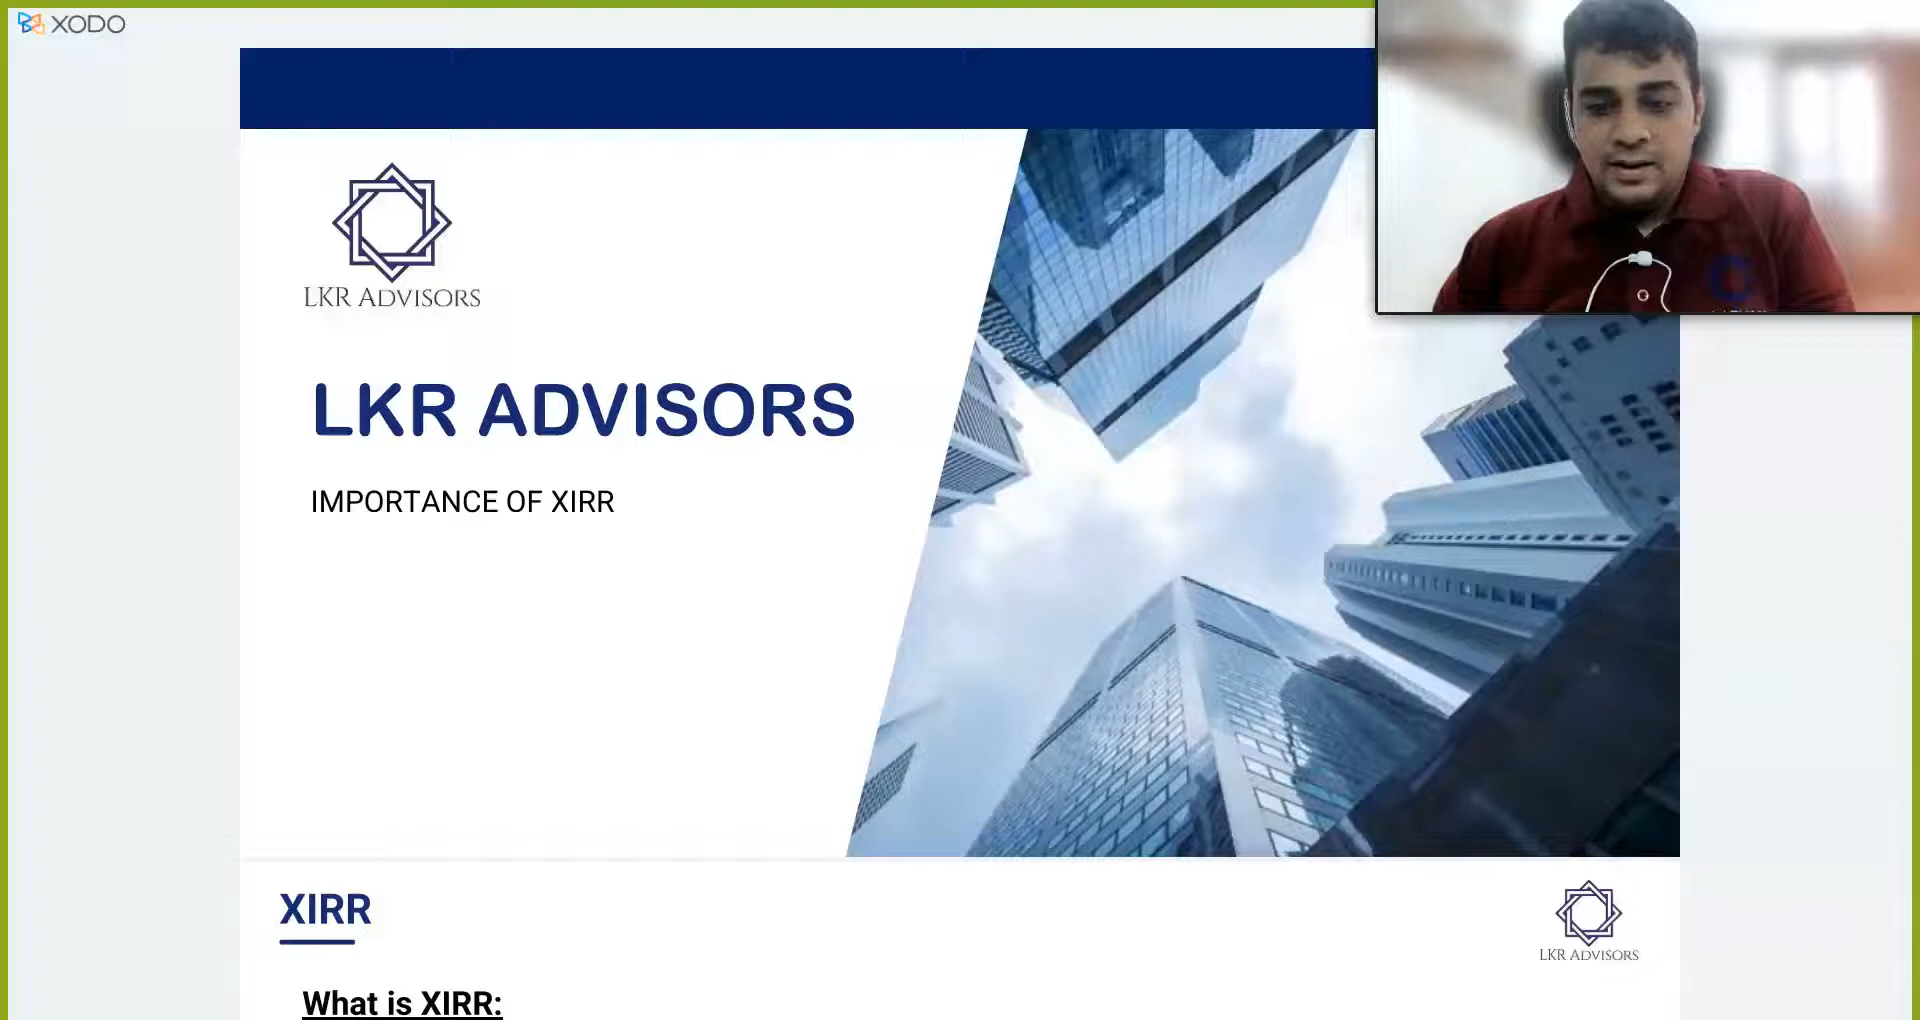 XODO
LKR ADVISORS
LKR ADVISORS
IMPORTANCE OF XIRR
XIRR
LKR ADVISORS
What is XIRR: